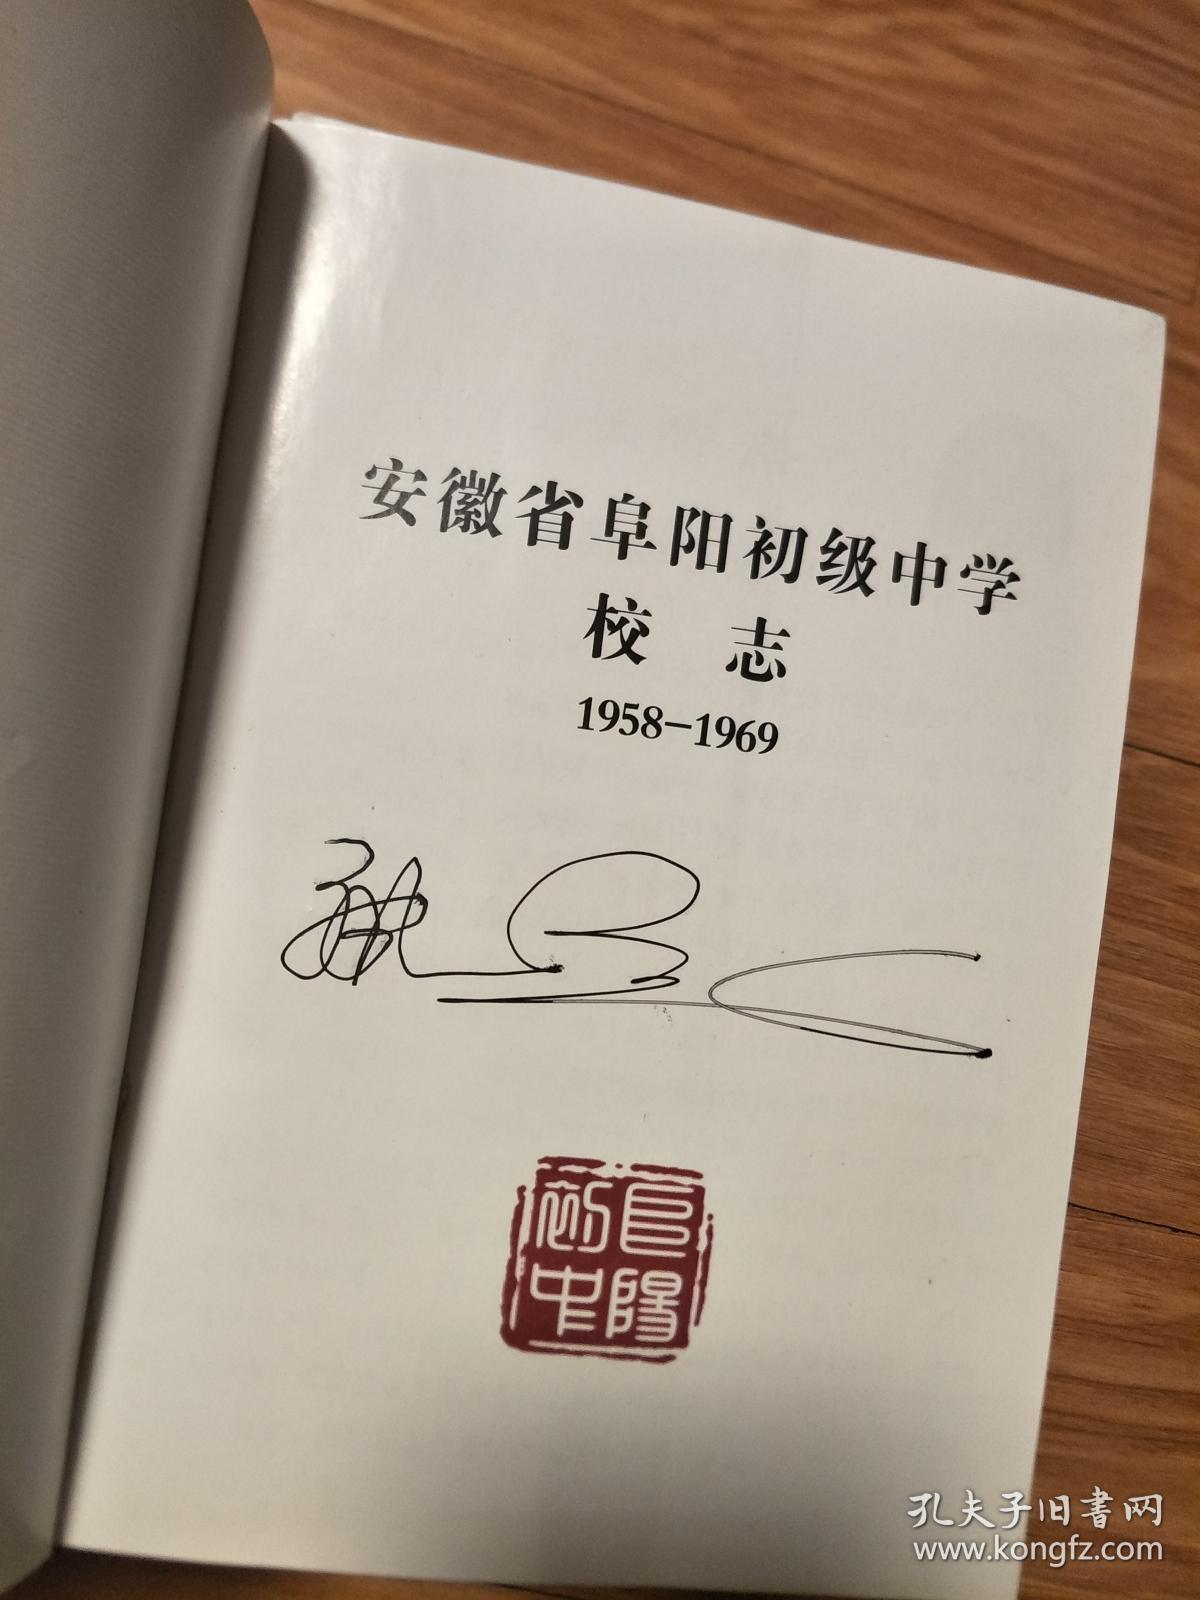 安徽省阜阳初级中学
校 志
1958-1969
阜阳
初中
孔夫子旧书网
www.kongfz.com